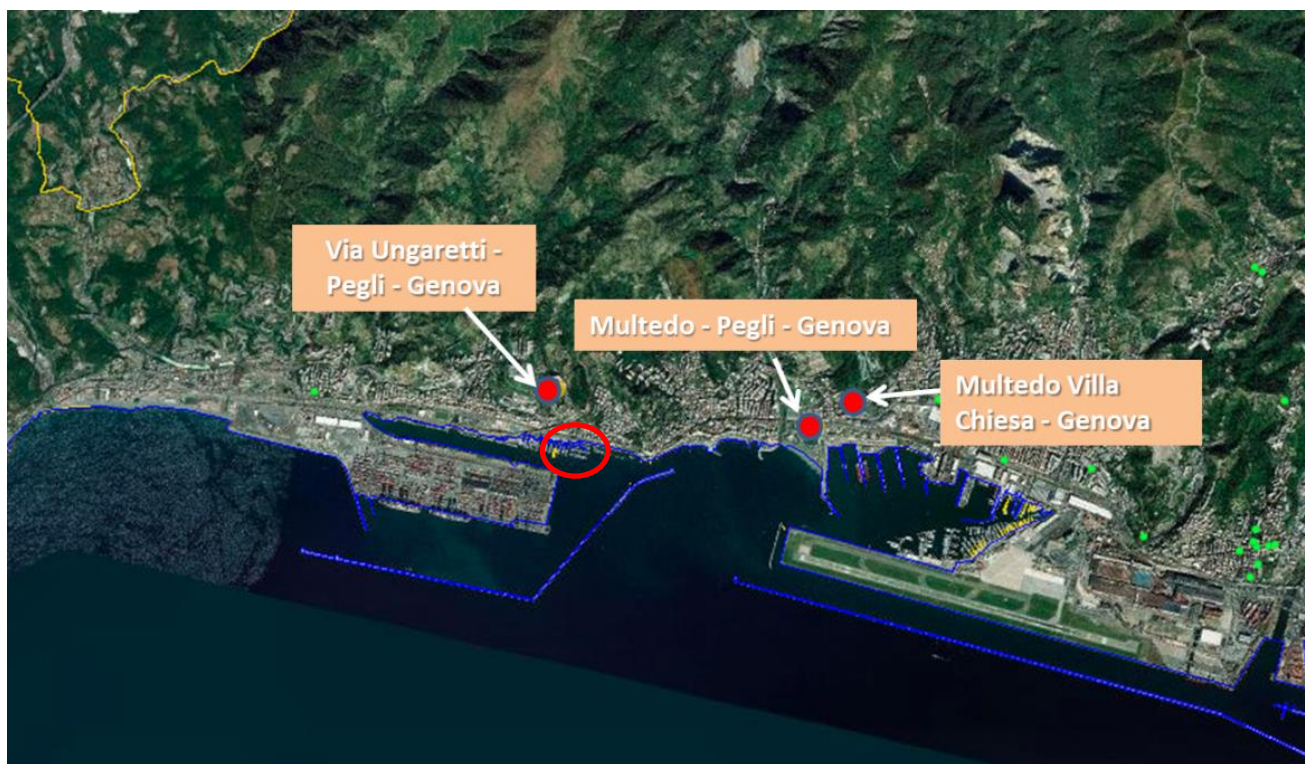 Via Ungaretti -
Pegli - Genova
Multedo - Pegli - Genova
Multedo Villa
Chiesa - Genova